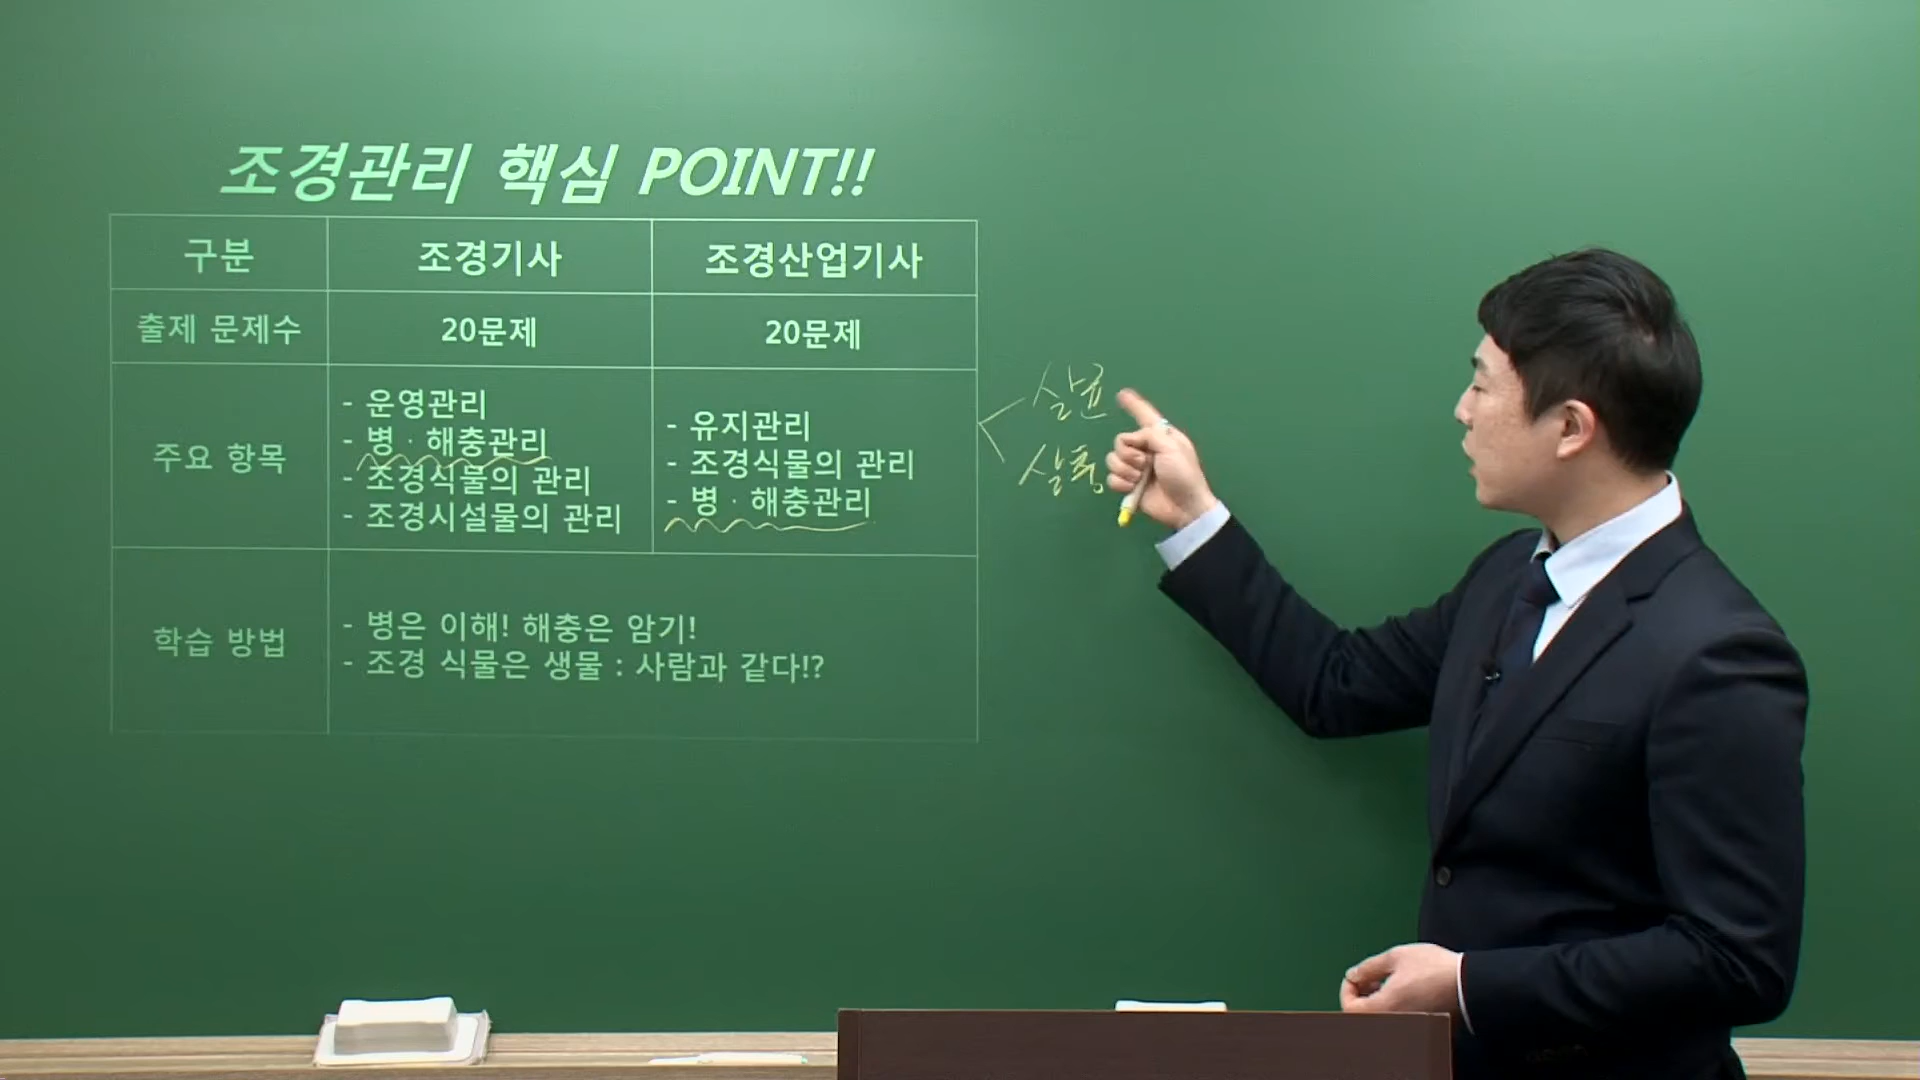 조경관리 핵심 POINT!!
구분 조경기사 조경산업기사
출제 문제수 20문제 20문제
주요 항목
- 운영관리
- 병·해충관리
- 조경식물의 관리
- 조경시설물의 관리
- 유지관리
- 조경식물의 관리
- 병·해충관리
살균
살충
학습 방법
- 병은 이해! 해충은 암기!
- 조경 식물은 생물 : 사람과 같다!?